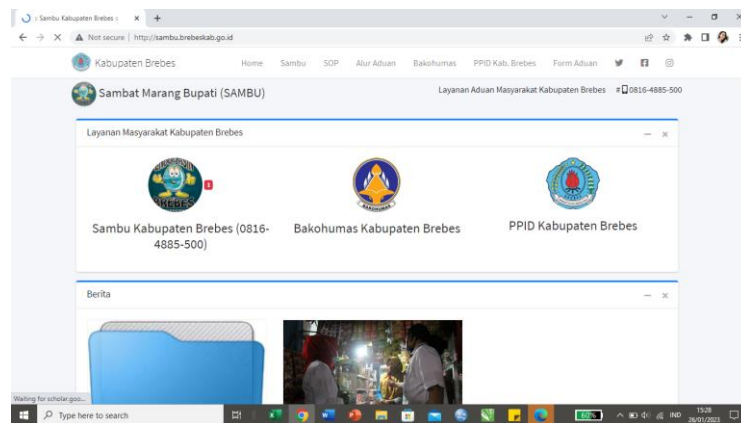 : Sambu Kabupaten Brebes :
Not secure | http://sambu.brebeskab.go.id
Kabupaten Brebes Home Sambu SOP Alur Aduan Bakohumas PPID Kab. Brebes Form Aduan
Sambat Marang Bupati (SAMBU) Layanan Aduan Masyarakat Kabupaten Brebes # 0816-4885-500
Layanan Masyarakat Kabupaten Brebes
BREBES
BAKOHUMAS
Sambu Kabupaten Brebes (0816-
4885-500)
Bakohumas Kabupaten Brebes
PPID Kabupaten Brebes
Berita
Waiting for scholar.goo...
Type here to search 60% IND 15:28
26/01/2023